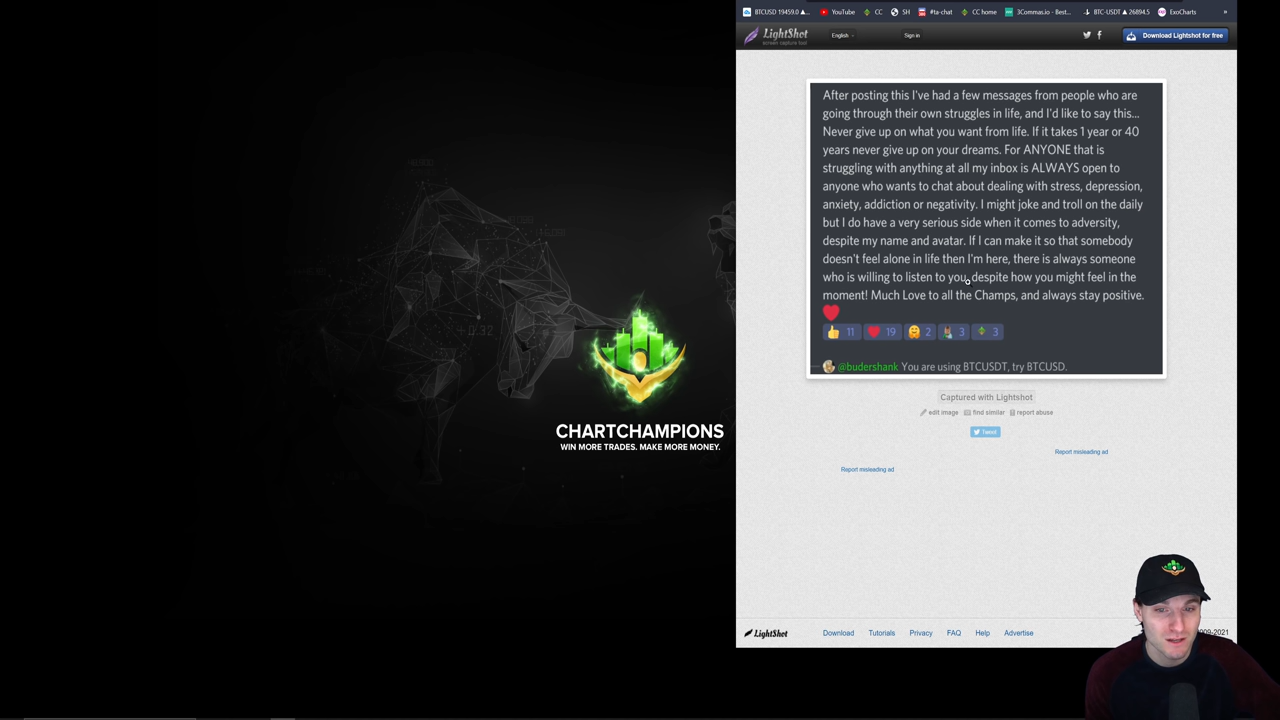 BTCUSD 19459.0 ▲...
YouTube
CC
SH
#ta-chat
CC home
3Commas.io - Best...
BTC-USDT ▲ 26894.5
ExoCharts
»
LightShot
screen capture tool
English
Sign in
Download Lightshot for free
After posting this I've had a few messages from people who are
going through their own struggles in life, and I'd like to say this...
Never give up on what you want from life. If it takes 1 year or 40
years never give up on your dreams. For ANYONE that is
struggling with anything at all my inbox is ALWAYS open to
anyone who wants to chat about dealing with stress, depression,
anxiety, addiction or negativity. I might joke and troll on the daily
but I do have a very serious side when it comes to adversity,
despite my name and avatar. If I can make it so that somebody
doesn't feel alone in life then I'm here, there is always someone
who is willing to listen to you, despite how you might feel in the
moment! Much Love to all the Champs, and always stay positive.
11 19 2 3 3
@budershank You are using BTCUSDT, try BTCUSD.
Captured with Lightshot
edit image find similar report abuse
Tweet
Report misleading ad
Report misleading ad
+0.32
CHARTCHAMPIONS
WIN MORE TRADES. MAKE MORE MONEY.
LightShot
Download
Tutorials
Privacy
FAQ
Help
Advertise
-2021